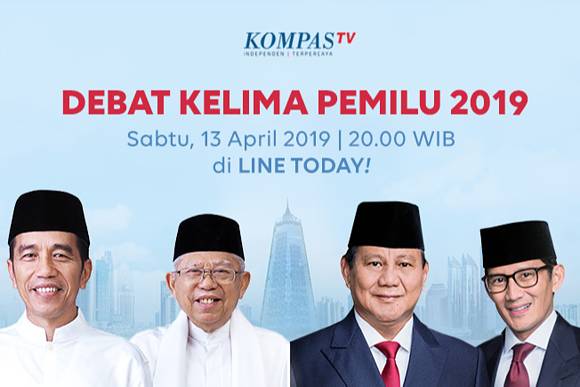 KOMPASTV
INDEPENDEN | TERPERCAYA
DEBAT KELIMA PEMILU 2019
Sabtu, 13 April 2019 | 20.00 WIB
di LINE TODAY!